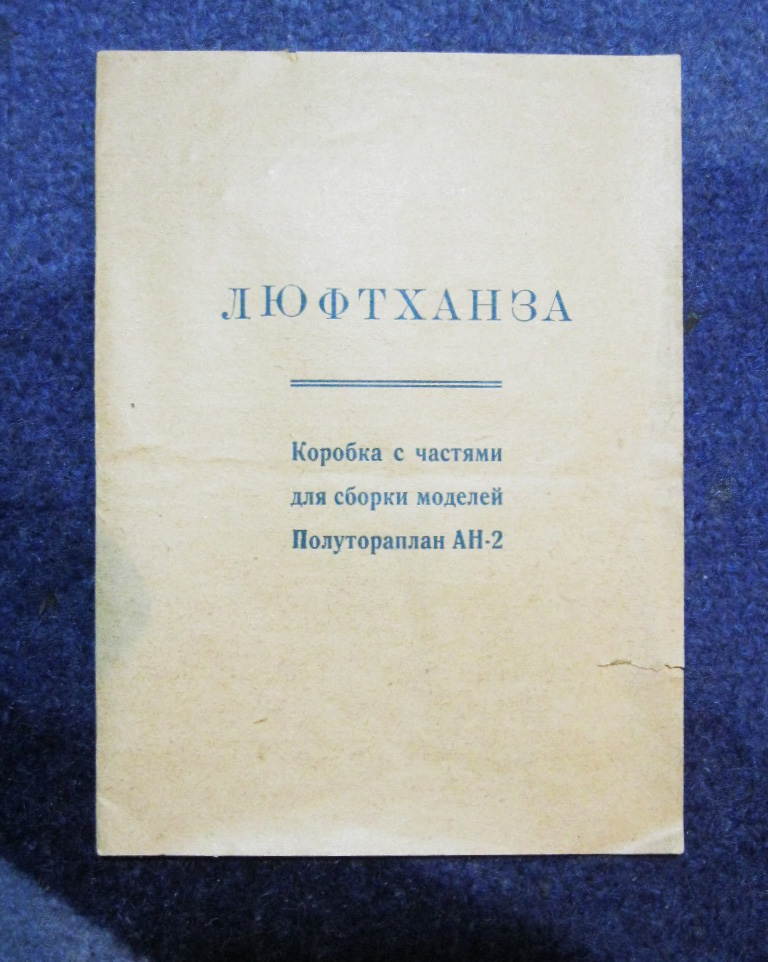 ЛЮФТХАНЗА
Коробка с частями
для сборки моделей
Полутораплан АН-2